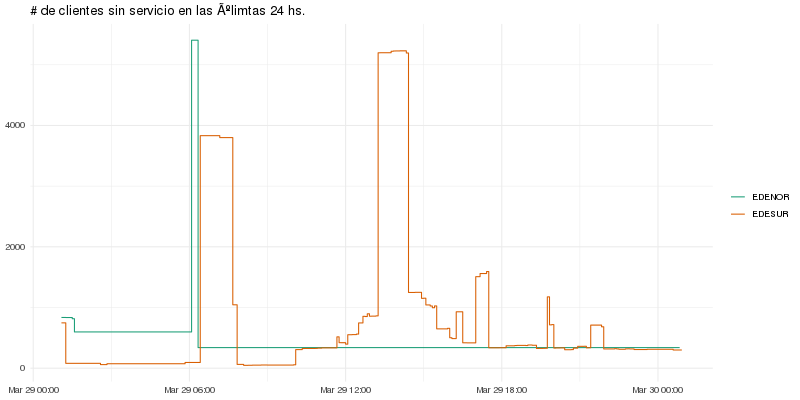 # de clientes sin servicio en las Ãºlimtas 24 hs.
4000
2000
0
Mar 29 00:00
Mar 29 06:00
Mar 29 12:00
Mar 29 18:00
Mar 30 00:00
EDENOR
EDESUR